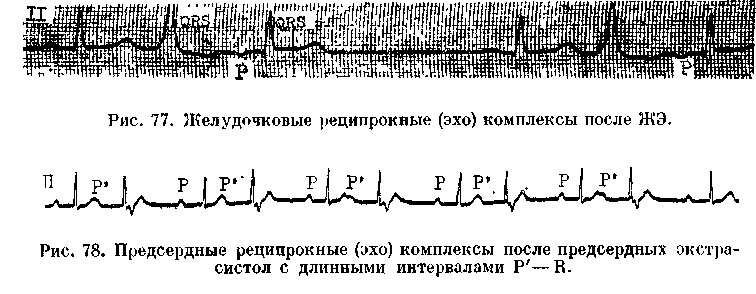 II QRS QRS
P P
Рис. 77. Желудочковые реципрокные (эхо) комплексы после ЖЭ.
II P' P P' P P' P P' P P'
Рис. 78. Предсердные реципрокные (эхо) комплексы после предсердных экстра-
систол с длинными интервалами P'— R.